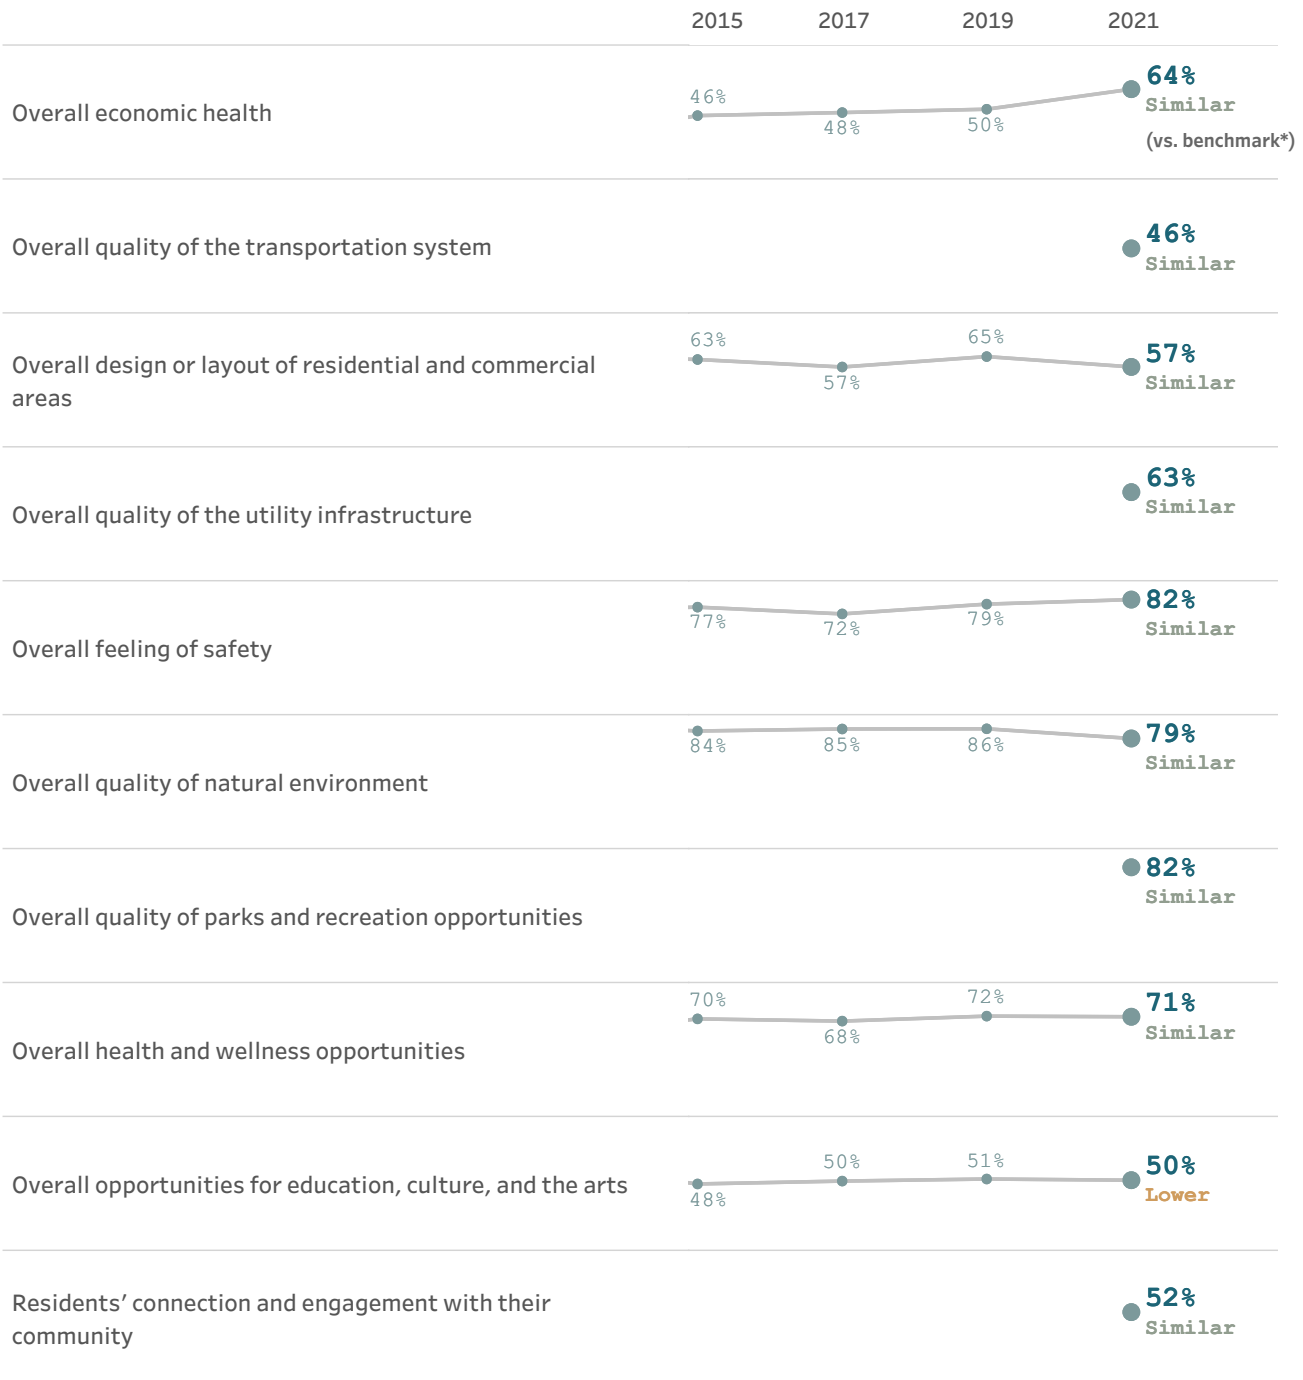 2015 2017 2019 2021
Overall economic health
46%
48%
50%
64%
Similar
(vs. benchmark*)
Overall quality of the transportation system
46%
Similar
Overall design or layout of residential and commercial
areas
63%
57%
65%
57%
Similar
Overall quality of the utility infrastructure
63%
Similar
Overall feeling of safety
77%
72%
79%
82%
Similar
Overall quality of natural environment
84%
85%
86%
79%
Similar
Overall quality of parks and recreation opportunities
82%
Similar
Overall health and wellness opportunities
70%
68%
72%
71%
Similar
Overall opportunities for education, culture, and the arts
48%
50%
51%
50%
Lower
Residents’ connection and engagement with their
community
52%
Similar